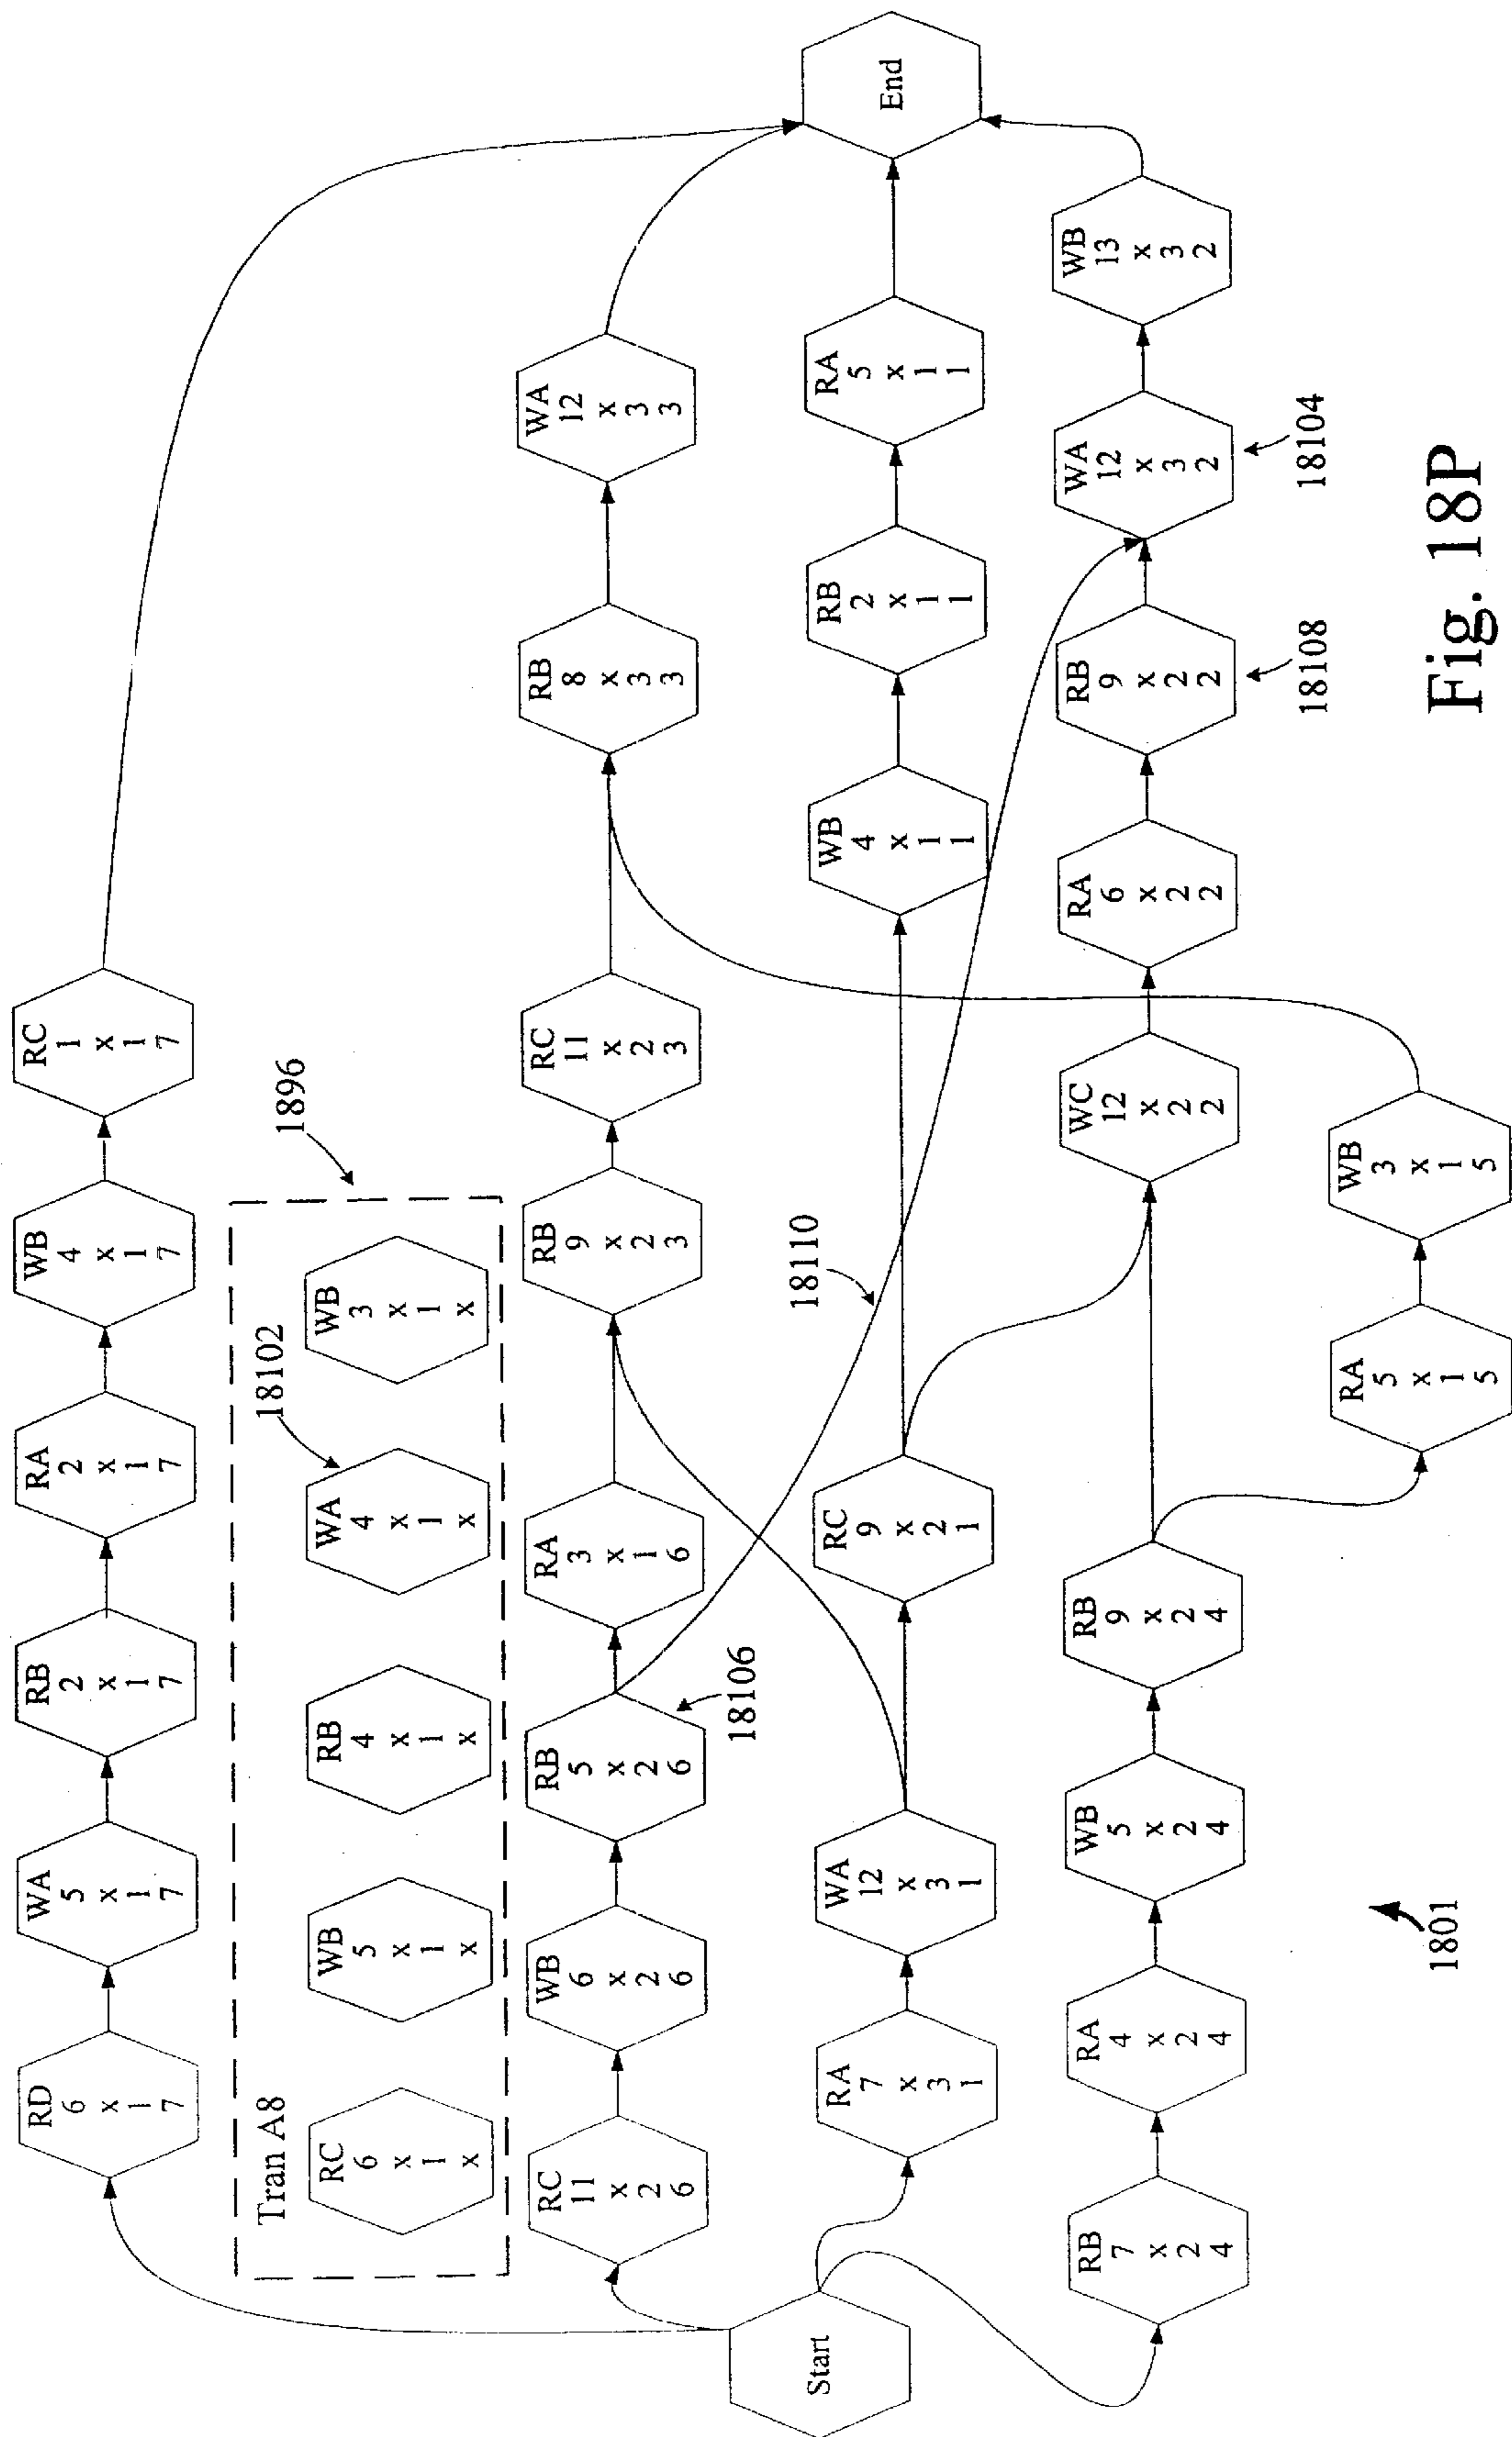 RD
6
x
1
7
WA
5
x
1
7
RB
2
x
1
7
RA
2
x
1
7
WB
4
x
1
7
RC
1
x
1
7
Tran A8
RC
6
x
1
x
WB
5
x
1
x
RB
4
x
1
x
WA
4
x
1
x
WB
3
x
1
x
18102
1896
RC
11
x
2
6
WB
6
x
2
6
RB
5
x
2
6
18106
RA
3
x
1
6
RB
9
x
2
3
RC
11
x
2
3
RB
8
x
3
3
WA
12
x
3
3
Start
RA
7
x
3
1
WA
12
x
3
1
RC
9
x
2
1
18110
WB
4
x
1
1
RB
2
x
1
1
RA
5
x
1
1
End
RB
7
x
2
4
RA
4
x
2
4
WB
5
x
2
4
RB
9
x
2
4
WC
12
x
2
2
RA
6
x
2
2
RB
9
x
2
2
18108
WA
12
x
3
2
18104
WB
13
x
3
2
RA
5
x
1
5
WB
3
x
1
5
1801
Fig. 18P